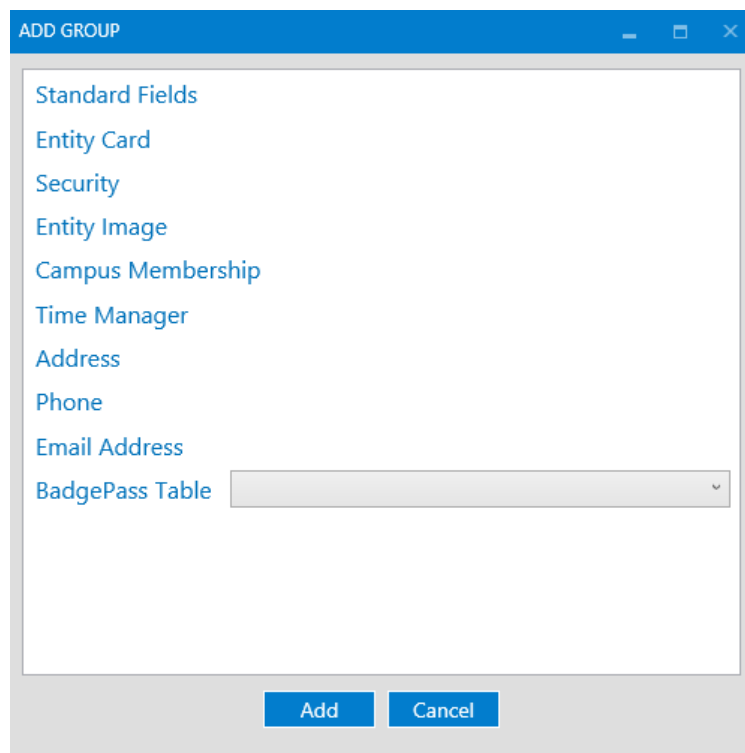 ADD GROUP
Standard Fields
Entity Card
Security
Entity Image
Campus Membership
Time Manager
Address
Phone
Email Address
BadgePass Table
Add Cancel